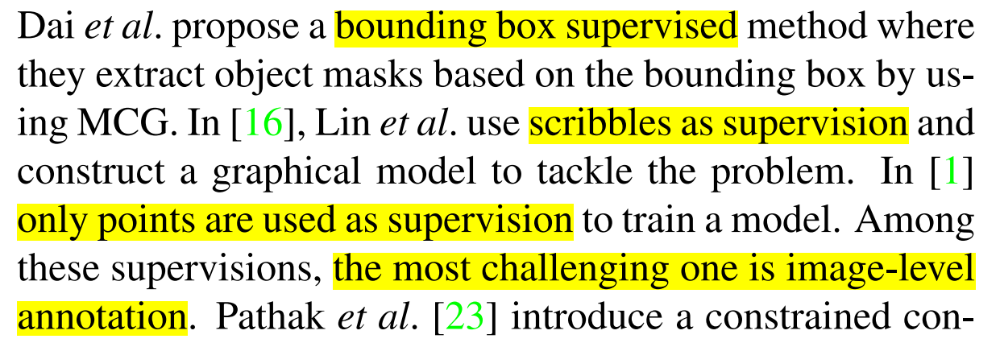 Dai et al. propose a bounding box supervised method where
they extract object masks based on the bounding box by us-
ing MCG. In [16], Lin et al. use scribbles as supervision and
construct a graphical model to tackle the problem. In [1]
only points are used as supervision to train a model. Among
these supervisions, the most challenging one is image-level
annotation. Pathak et al. [23] introduce a constrained con-